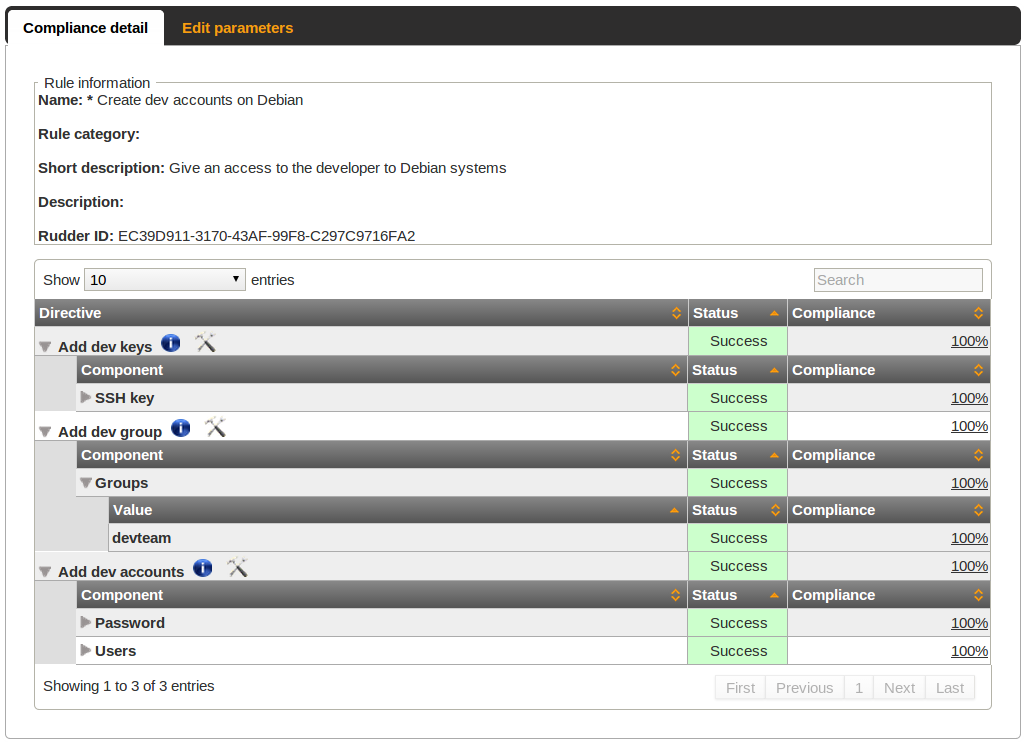 Compliance detail Edit parameters
Rule information
Name: * Create dev accounts on Debian
Rule category:
Short description: Give an access to the developer to Debian systems
Description:
Rudder ID: EC39D911-3170-43AF-99F8-C297C9716FA2
Show 10 entries Search
Directive Status Compliance
Add dev keys Success 100%
Component Status Compliance
SSH key Success 100%
Add dev group Success 100%
Component Status Compliance
Groups Success 100%
Value Status Compliance
devteam Success 100%
Add dev accounts Success 100%
Component Status Compliance
Password Success 100%
Users Success 100%
Showing 1 to 3 of 3 entries First Previous 1 Next Last